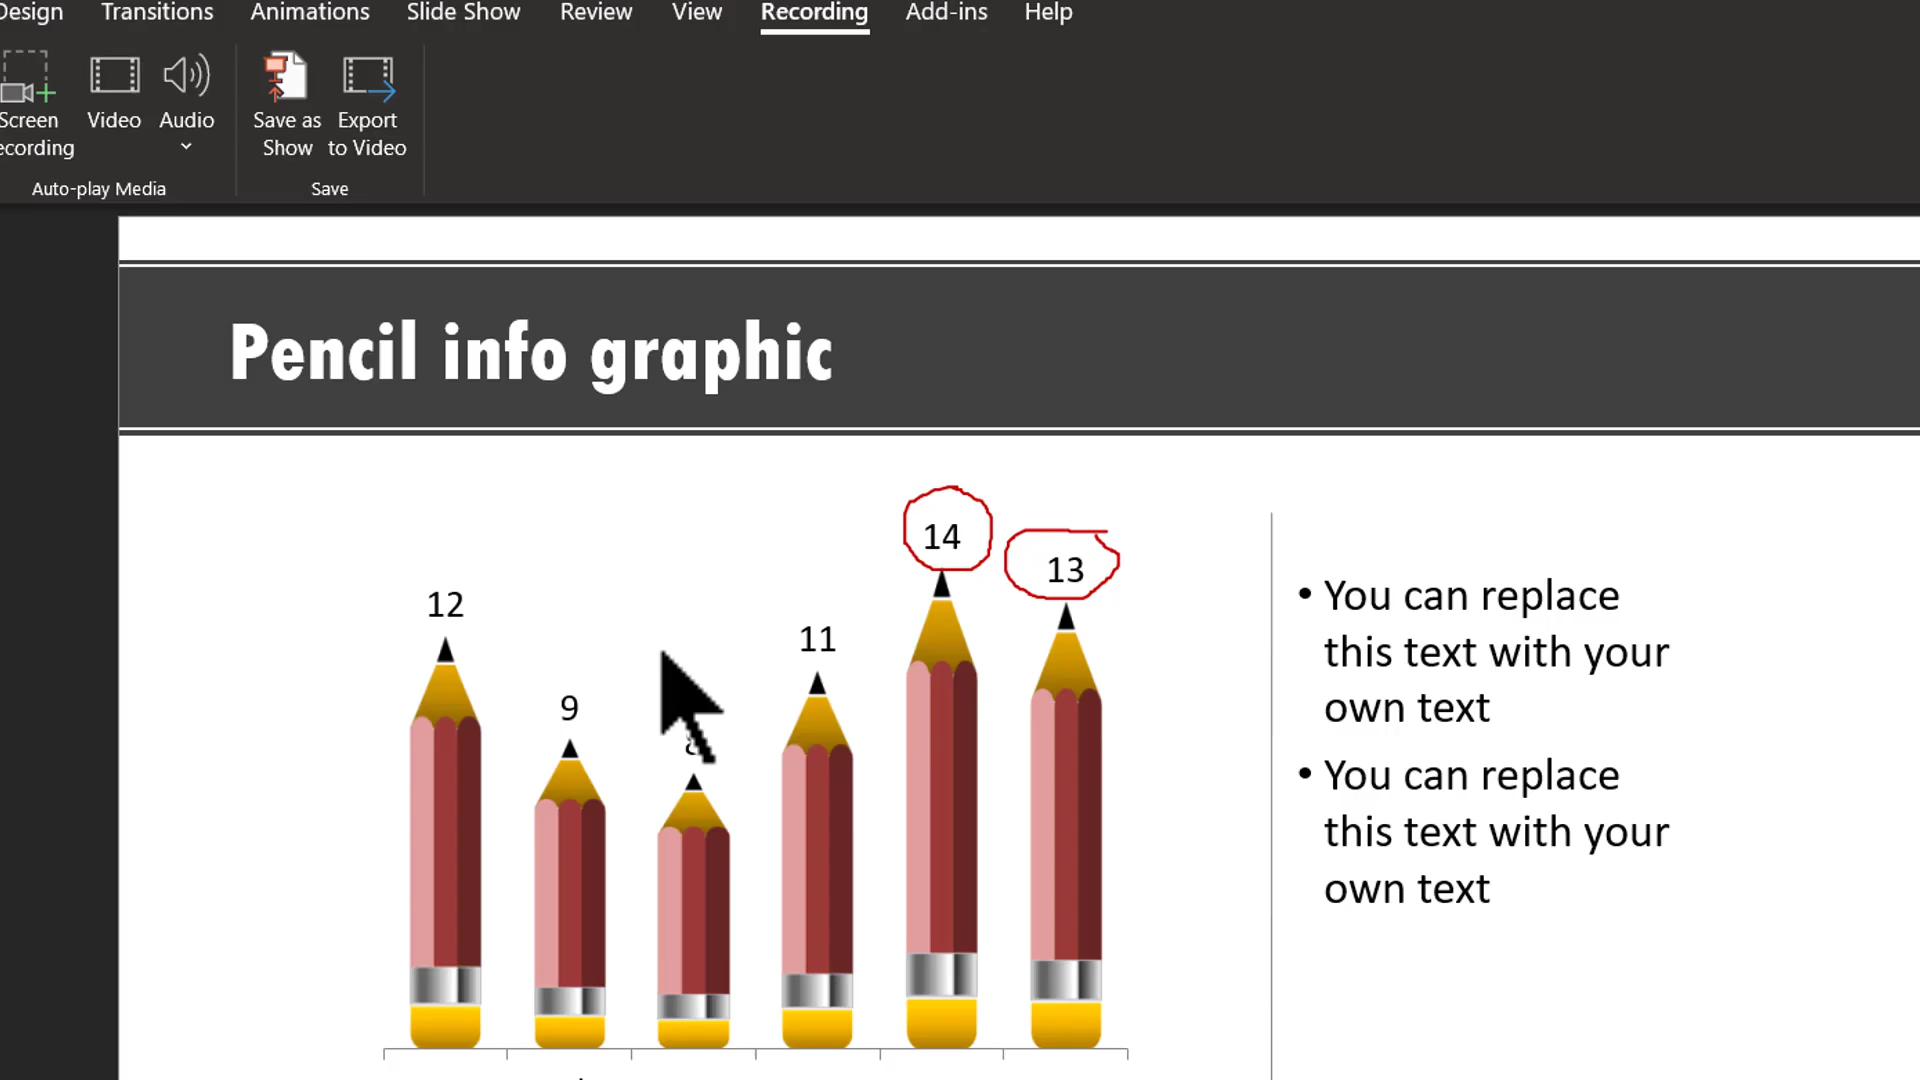 Design Transitions Animations Slide Show Review View Recording Add-ins Help
Screen Video Audio Save as Export
Recording Show to Video
Auto-play Media Save
Pencil info graphic
14
13
12
11
9
• You can replace
this text with your
own text
• You can replace
this text with your
own text